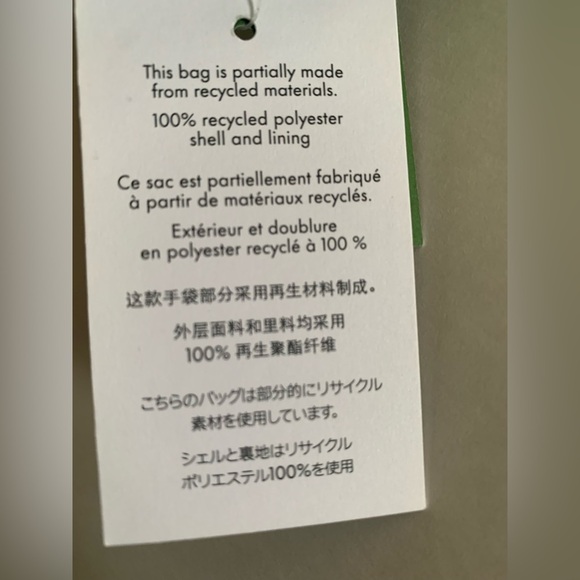 This bag is partially made
from recycled materials.
100% recycled polyester
shell and lining
Ce sac est partiellement fabriqué
à partir de matériaux recyclés.
Extérieur et doublure
en polyester recyclé à 100 %
这款手袋部分采用再生材料制成。
外层面料和里料均采用
100% 再生聚酯纤维
こちらのバッグは部分的にリサイクル
素材を使用しています。
シェルと裏地はリサイクル
ポリエステル100%を使用